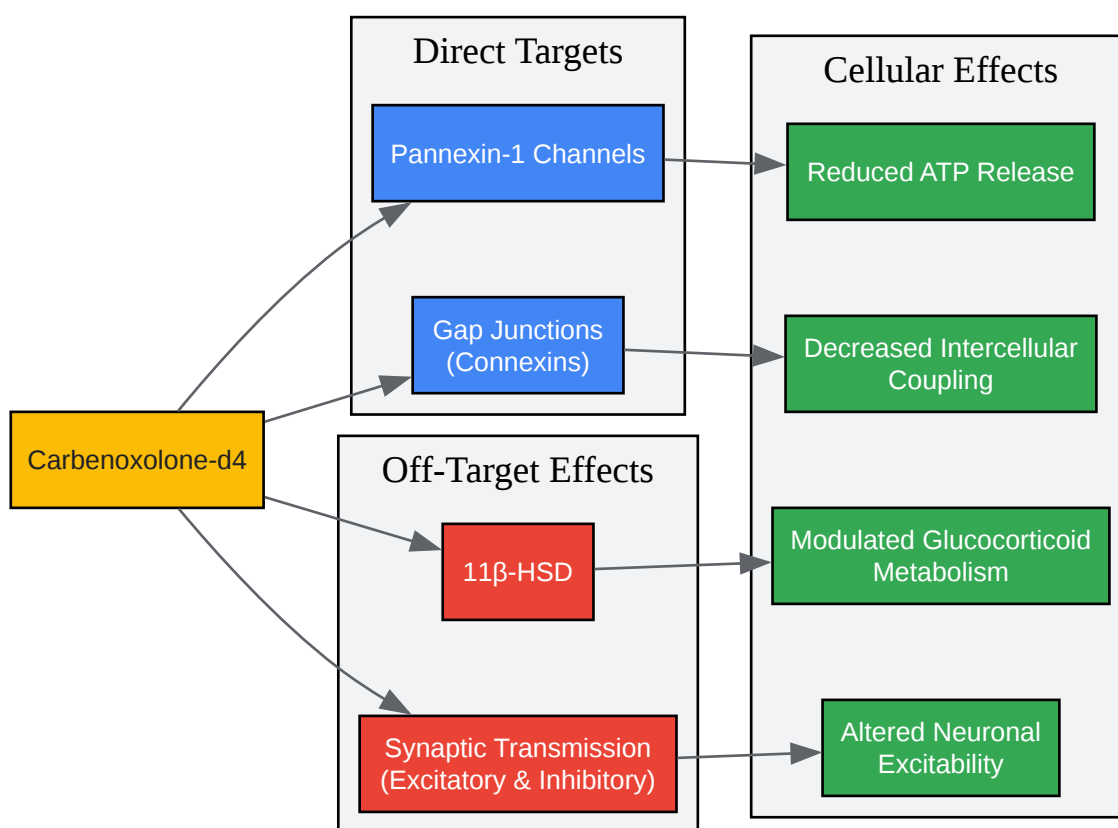 Direct Targets
Pannexin-1 Channels
Gap Junctions
(Connexins)
Carbenoxolone-d4
Off-Target Effects
11β-HSD
Synaptic Transmission
(Excitatory & Inhibitory)
Cellular Effects
Reduced ATP Release
Decreased Intercellular
Coupling
Modulated Glucocorticoid
Metabolism
Altered Neuronal
Excitability